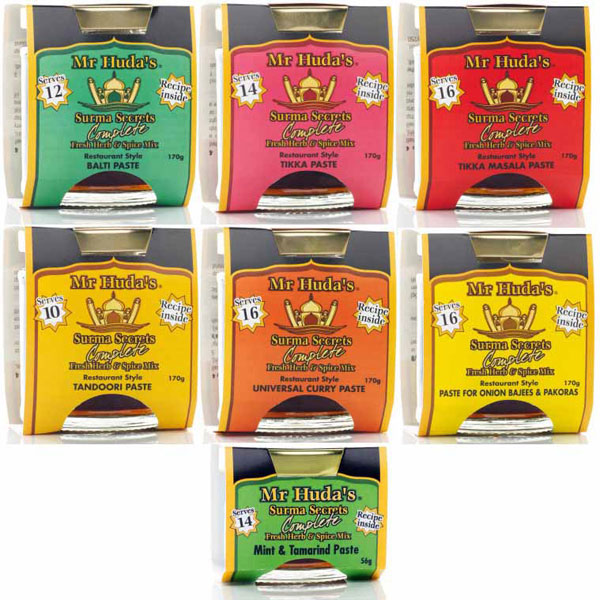 Mr Huda's®
Serves 12
Recipe inside
Surma Secrets
Complete
Fresh Herb & Spice Mix
Restaurant Style 170g
BALTI PASTE
Mr Huda's®
Serves 14
Recipe inside
Surma Secrets
Complete
Fresh Herb & Spice Mix
Restaurant Style 170g
TIKKA PASTE
Mr Huda's®
Serves 16
Recipe inside
Surma Secrets
Complete
Fresh Herb & Spice Mix
Restaurant Style 170g
TIKKA MASALA PASTE
Mr Huda's®
Serves 10
Recipe inside
Surma Secrets
Complete
Fresh Herb & Spice Mix
Restaurant Style 170g
TANDOORI PASTE
Mr Huda's®
Serves 16
Recipe inside
Surma Secrets
Complete
Fresh Herb & Spice Mix
Restaurant Style 170g
UNIVERSAL CURRY PASTE
Mr Huda's®
Serves 16
Recipe inside
Surma Secrets
Complete
Fresh Herb & Spice Mix
Restaurant Style 170g
PASTE FOR ONION BAJEES & PAKORAS
Mr Huda's®
Surma Secrets
Serves 14
Complete
Recipe inside
Fresh Herb & Spice Mix
Mint & Tamarind Paste
56g